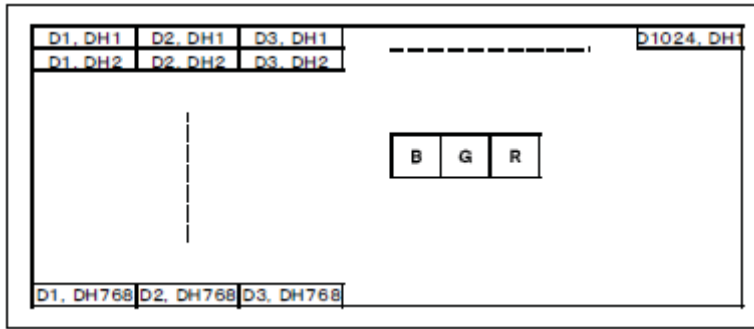 D1, DH1 D2, DH1 D3, DH1 D1024, DH1
D1, DH2 D2, DH2 D3, DH2
B G R
D1, DH768 D2, DH768 D3, DH768